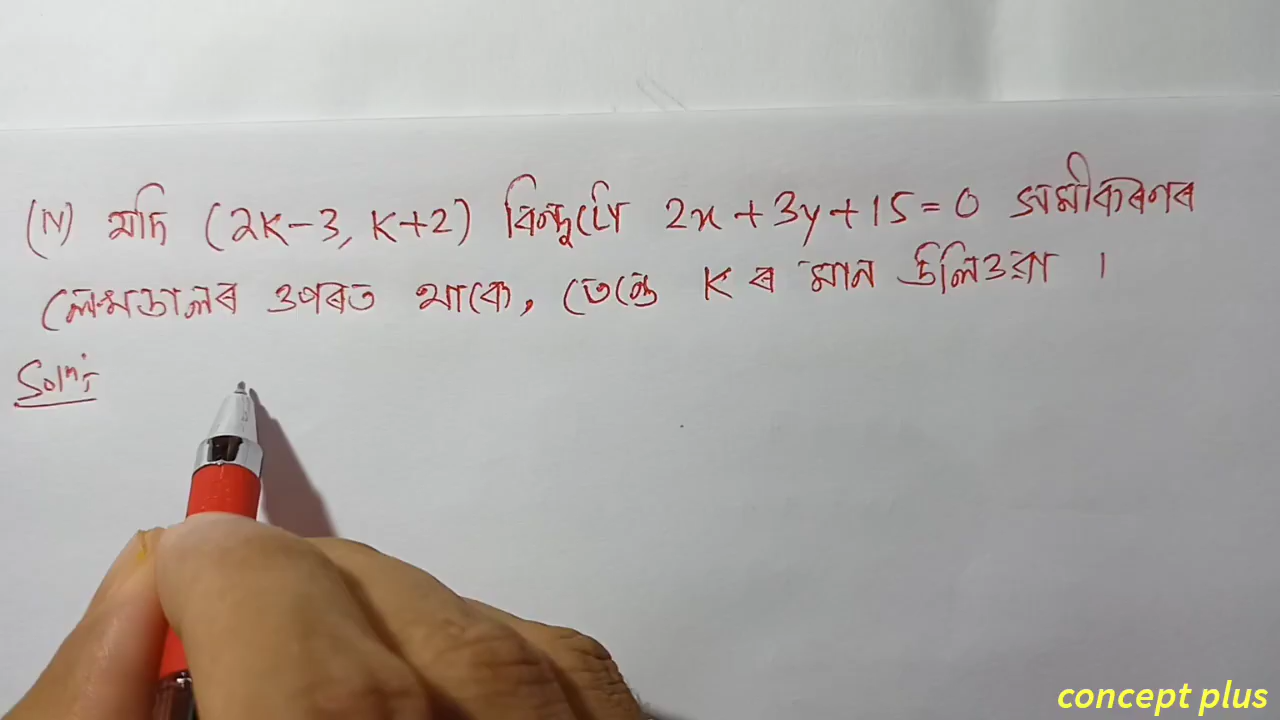 (iv) যদি (2K-3, K+2) বিন্দুটো 2x+3y+15=0 সমীকৰণৰ
লেখডালৰ ওপৰত থাকে, তেন্তে K ৰ মান উলিওৱা ।
Solⁿ:
concept plus